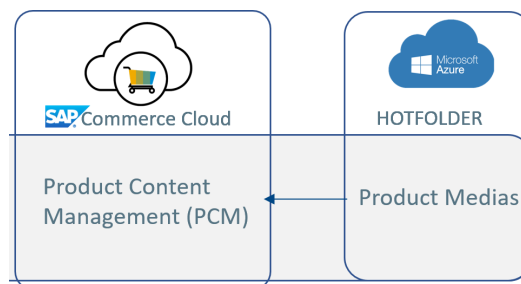 Microsoft
Azure
SAP Commerce Cloud
HOTFOLDER
Product Content
Management (PCM)
Product Medias